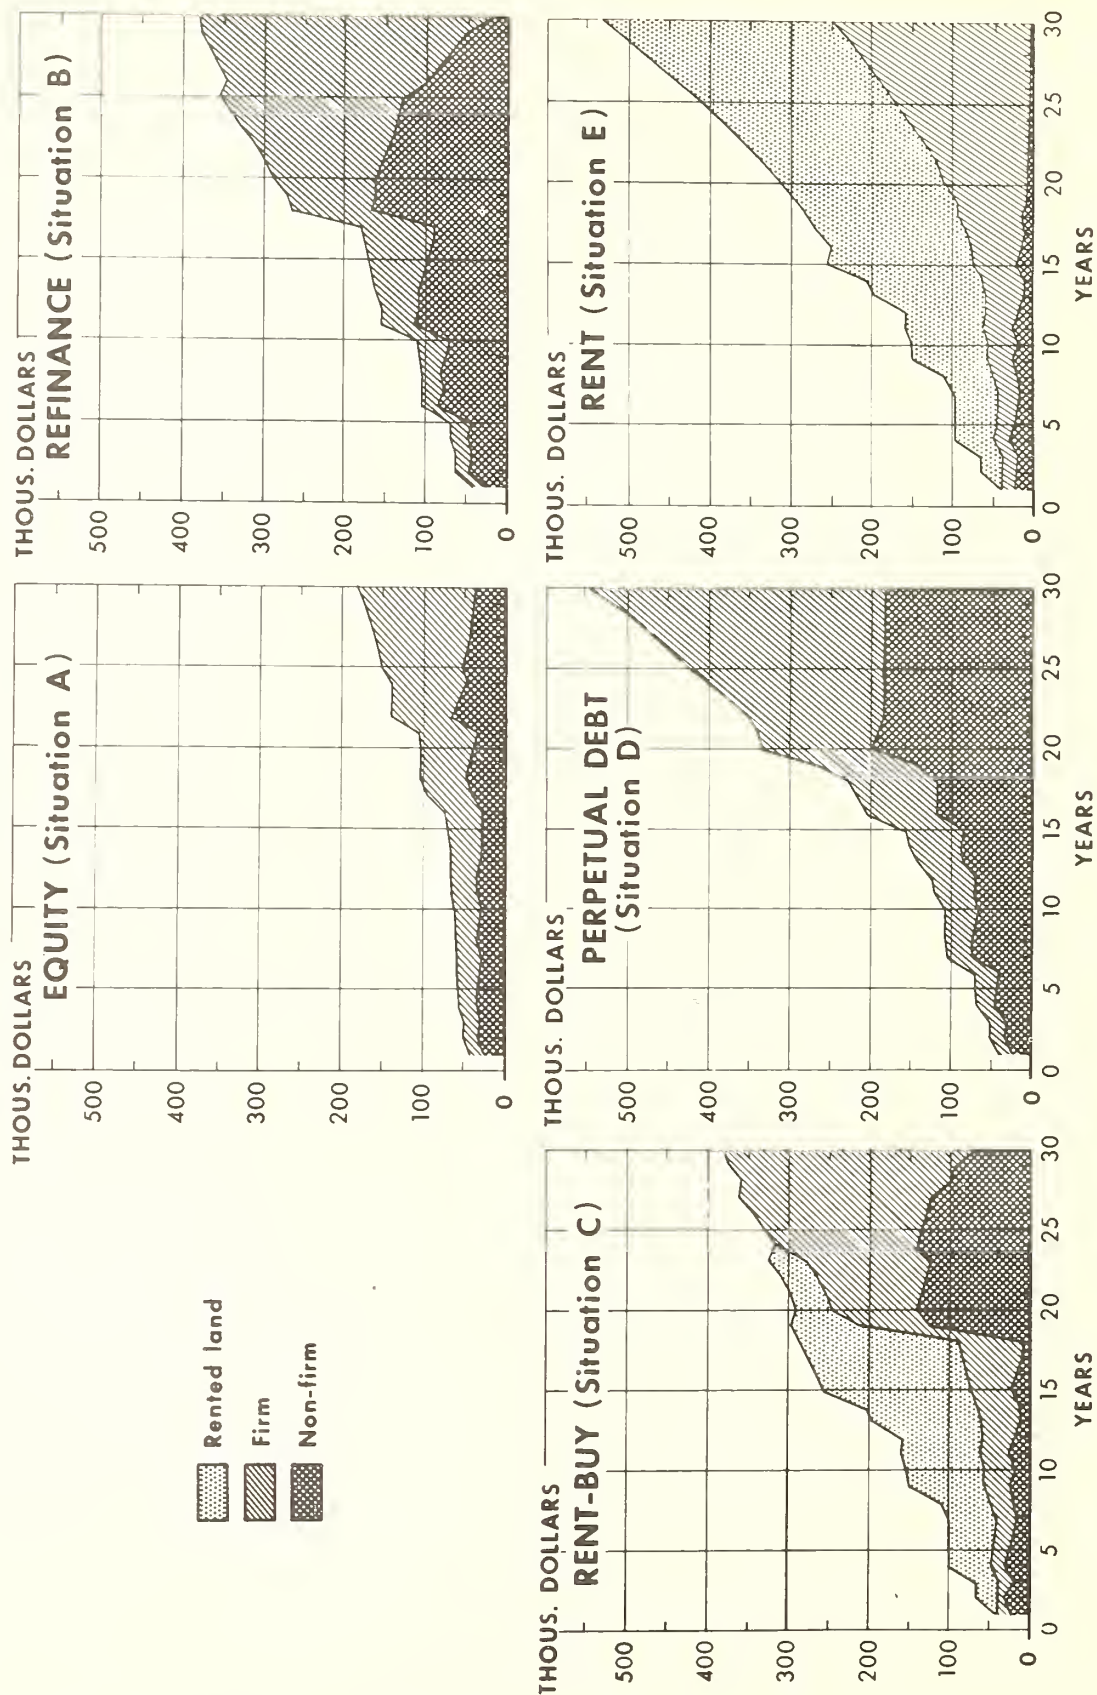 THOUS. DOLLARS
EQUITY (Situation A)
500
400
300
200
100
0
THOUS. DOLLARS
REFINANCE (Situation B)
500
400
300
200
100
0
Rented land
Firm
Non-firm
THOUS. DOLLARS
RENT-BUY (Situation C)
500
400
300
200
100
0
0 5 10 15 20 25 30
YEARS
THOUS. DOLLARS
PERPETUAL DEBT
(Situation D)
500
400
300
200
100
0
0 5 10 15 20 25 30
YEARS
THOUS. DOLLARS
RENT (Situation E)
500
400
300
200
100
0
0 5 10 15 20 25 30
YEARS